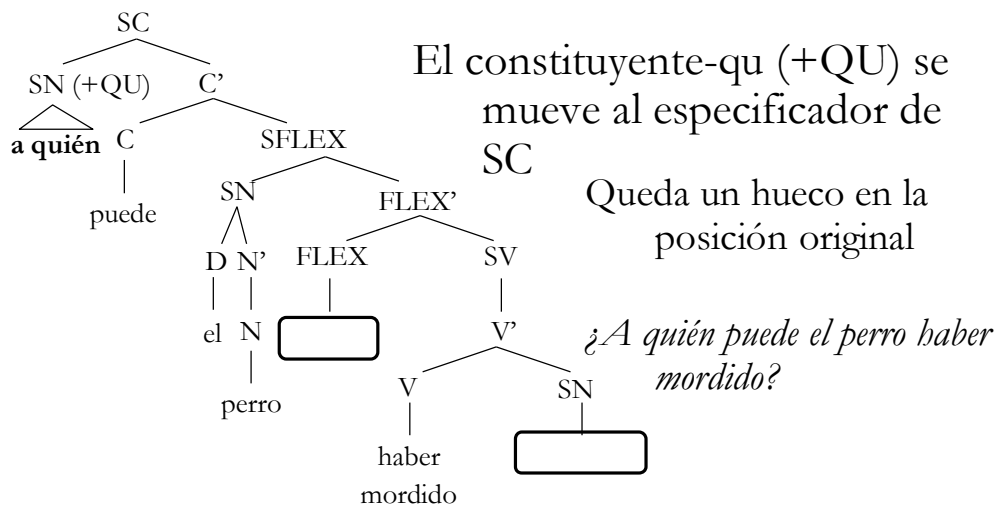 SC
SN (+QU) C’
a quién C SFLEX
puede SN FLEX’
D N’ FLEX SV
el N V’
perro V SN
haber
mordido
El constituyente-qu (+QU) se
mueve al especificador de
SC
Queda un hueco en la
posición original
¿A quién puede el perro haber
mordido?